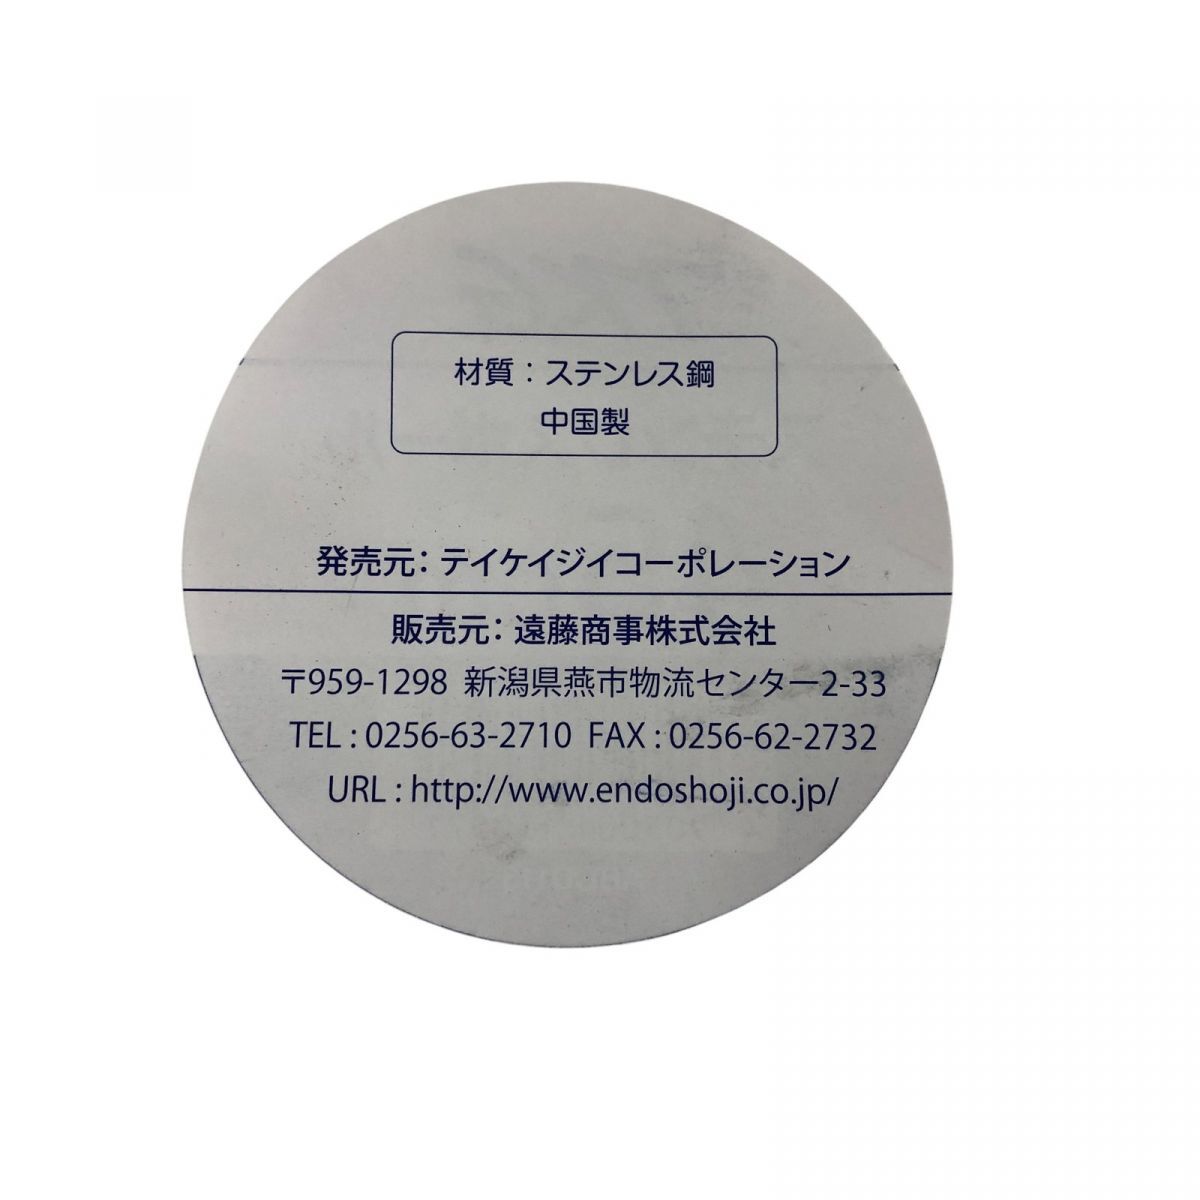 材質：ステンレス鋼
中国製
発売元：テイケイジイコーポレーション
販売元：遠藤商事株式会社
〒959-1298 新潟県燕市物流センター2-33
TEL : 0256-63-2710 FAX : 0256-62-2732
URL : http://www.endoshoji.co.jp/